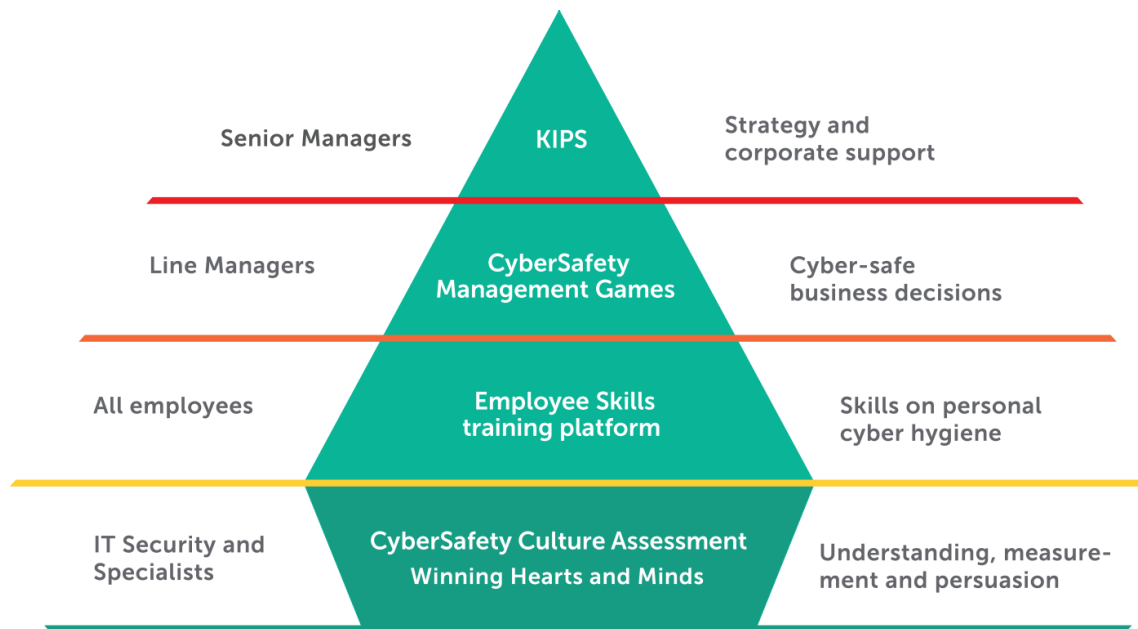 Senior Managers
KIPS
Strategy and
corporate support
Line Managers
CyberSafety
Management Games
Cyber-safe
business decisions
All employees
Employee Skills
training platform
Skills on personal
cyber hygiene
IT Security and
Specialists
CyberSafety Culture Assessment
Winning Hearts and Minds
Understanding, measure-
ment and persuasion